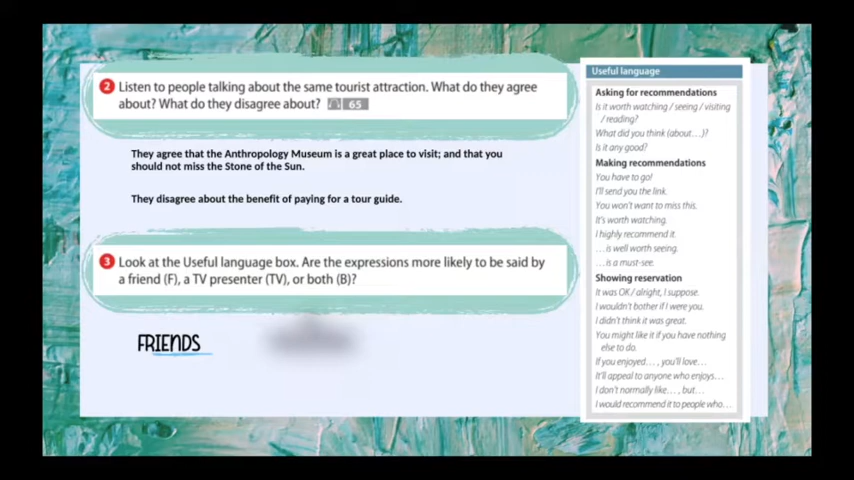 2 Listen to people talking about the same tourist attraction. What do they agree
about? What do they disagree about? 65
They agree that the Anthropology Museum is a great place to visit; and that you
should not miss the Stone of the Sun.
They disagree about the benefit of paying for a tour guide.
3 Look at the Useful language box. Are the expressions more likely to be said by
a friend (F), a TV presenter (TV), or both (B)?
FRIENDS
Useful language
Asking for recommendations
Is it worth watching / seeing / visiting
/ reading?
What did you think (about…)?
Is it any good?
Making recommendations
You have to go!
I'll send you the link.
You won't want to miss this.
It's worth watching.
I highly recommend it.
… is well worth seeing.
… is a must-see.
Showing reservation
It was OK / alright, I suppose.
I wouldn't bother if I were you.
I didn't think it was great.
You might like it if you have nothing
else to do.
If you enjoyed… , you'll love…
It'll appeal to anyone who enjoys…
I don't normally like… , but…
I would recommend it to people who…